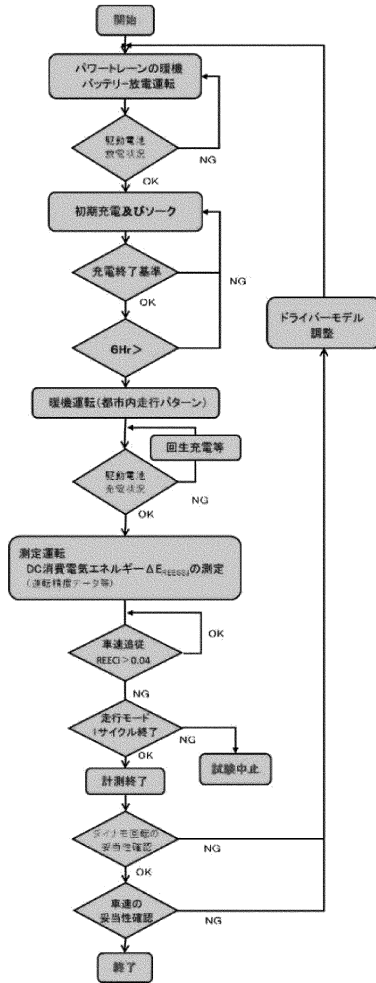 開始
パワートレーンの暖機
バッテリー放電運転
駆動電池
放電状況
NG
OK
初期充電及びソーク
充電終了基準
NG
OK
ドライバーモデル
調整
6Hr>
暖機運転(都市内走行パターン)
回生充電等
駆動電池
充電状況
NG
OK
測定運転
DC消費電気エネルギーΔE
の測定
(運転精度データ等)
OK
車速追従
REECi>0.04
NG
走行モード
1サイクル終了
NG
OK
試験中止
計測終了
ダイナモ回転の
妥当性確認
NG
OK
車速の
妥当性確認
NG
終了